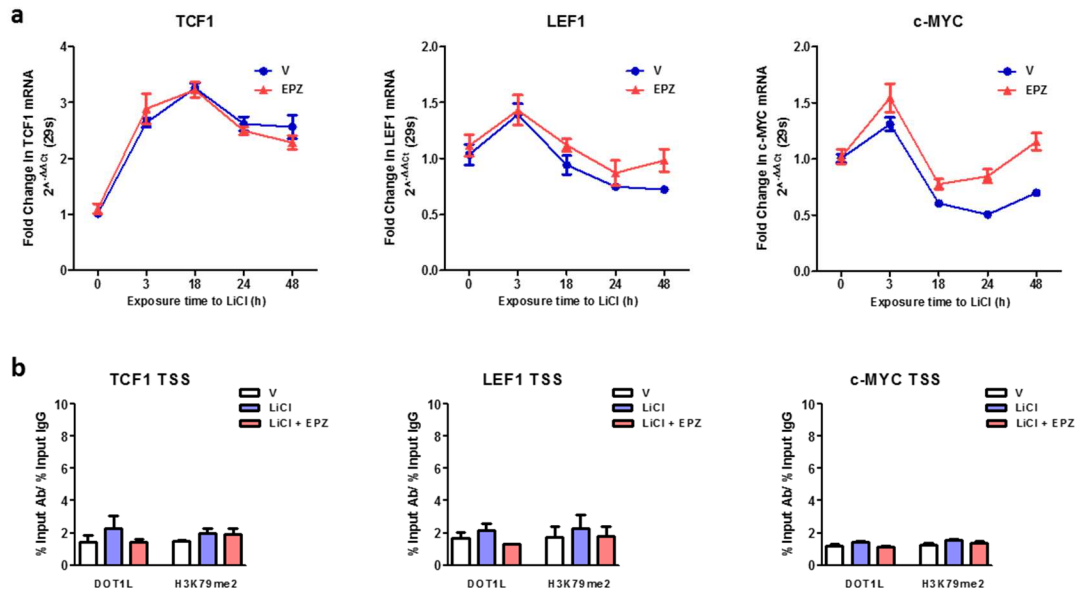 a
TCF1
Fold Change In TCF1 mRNA
2^-ΔΔCt (29s)
4
3
2
1
0
V
EPZ
0 3 18 24 48
Exposure time to LiCl (h)
LEF1
Fold Change in LEF1 mRNA
2^-ΔΔCt (29s)
2.0
1.5
1.0
0.5
0.0
V
EPZ
0 3 18 24 48
Exposure time to LiCl (h)
c-MYC
Fold Change In c-MYC mRNA
2^-ΔΔCt (29s)
2.0
1.5
1.0
0.5
0.0
V
EPZ
0 3 18 24 48
Exposure time to LiCl (h)
b
TCF1 TSS
% Input Ab/ % Input IgG
10
8
6
4
2
0
V
LiCl
LiCl + EPZ
DOT1L H3K79me2
LEF1 TSS
% Input Ab/ % Input IgG
10
8
6
4
2
0
V
LiCl
LiCl + EPZ
DOT1L H3K79me2
c-MYC TSS
% Input Ab/ % Input IgG
10
8
6
4
2
0
V
LiCl
LiCl + EPZ
DOT1L H3K79me2